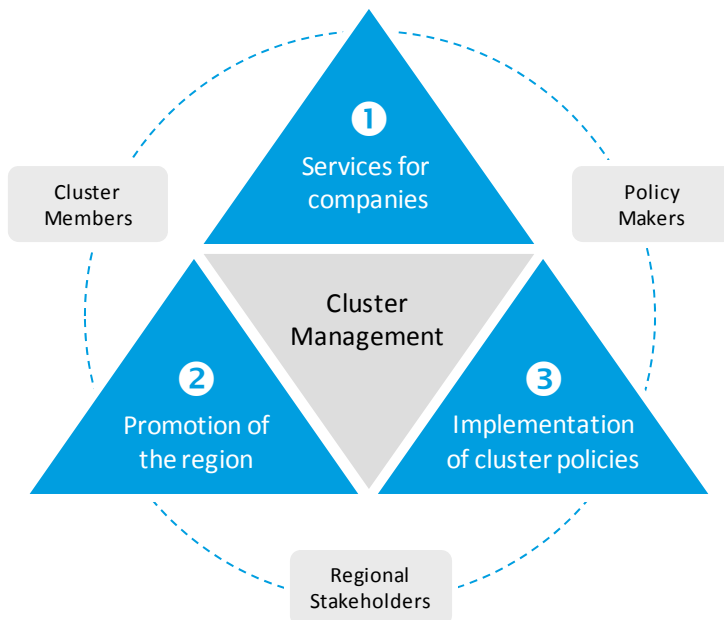 1
Services for
companies
Cluster
Members
Policy
Makers
Cluster
Management
2
Promotion of
the region
3
Implementation
of cluster policies
Regional
Stakeholders